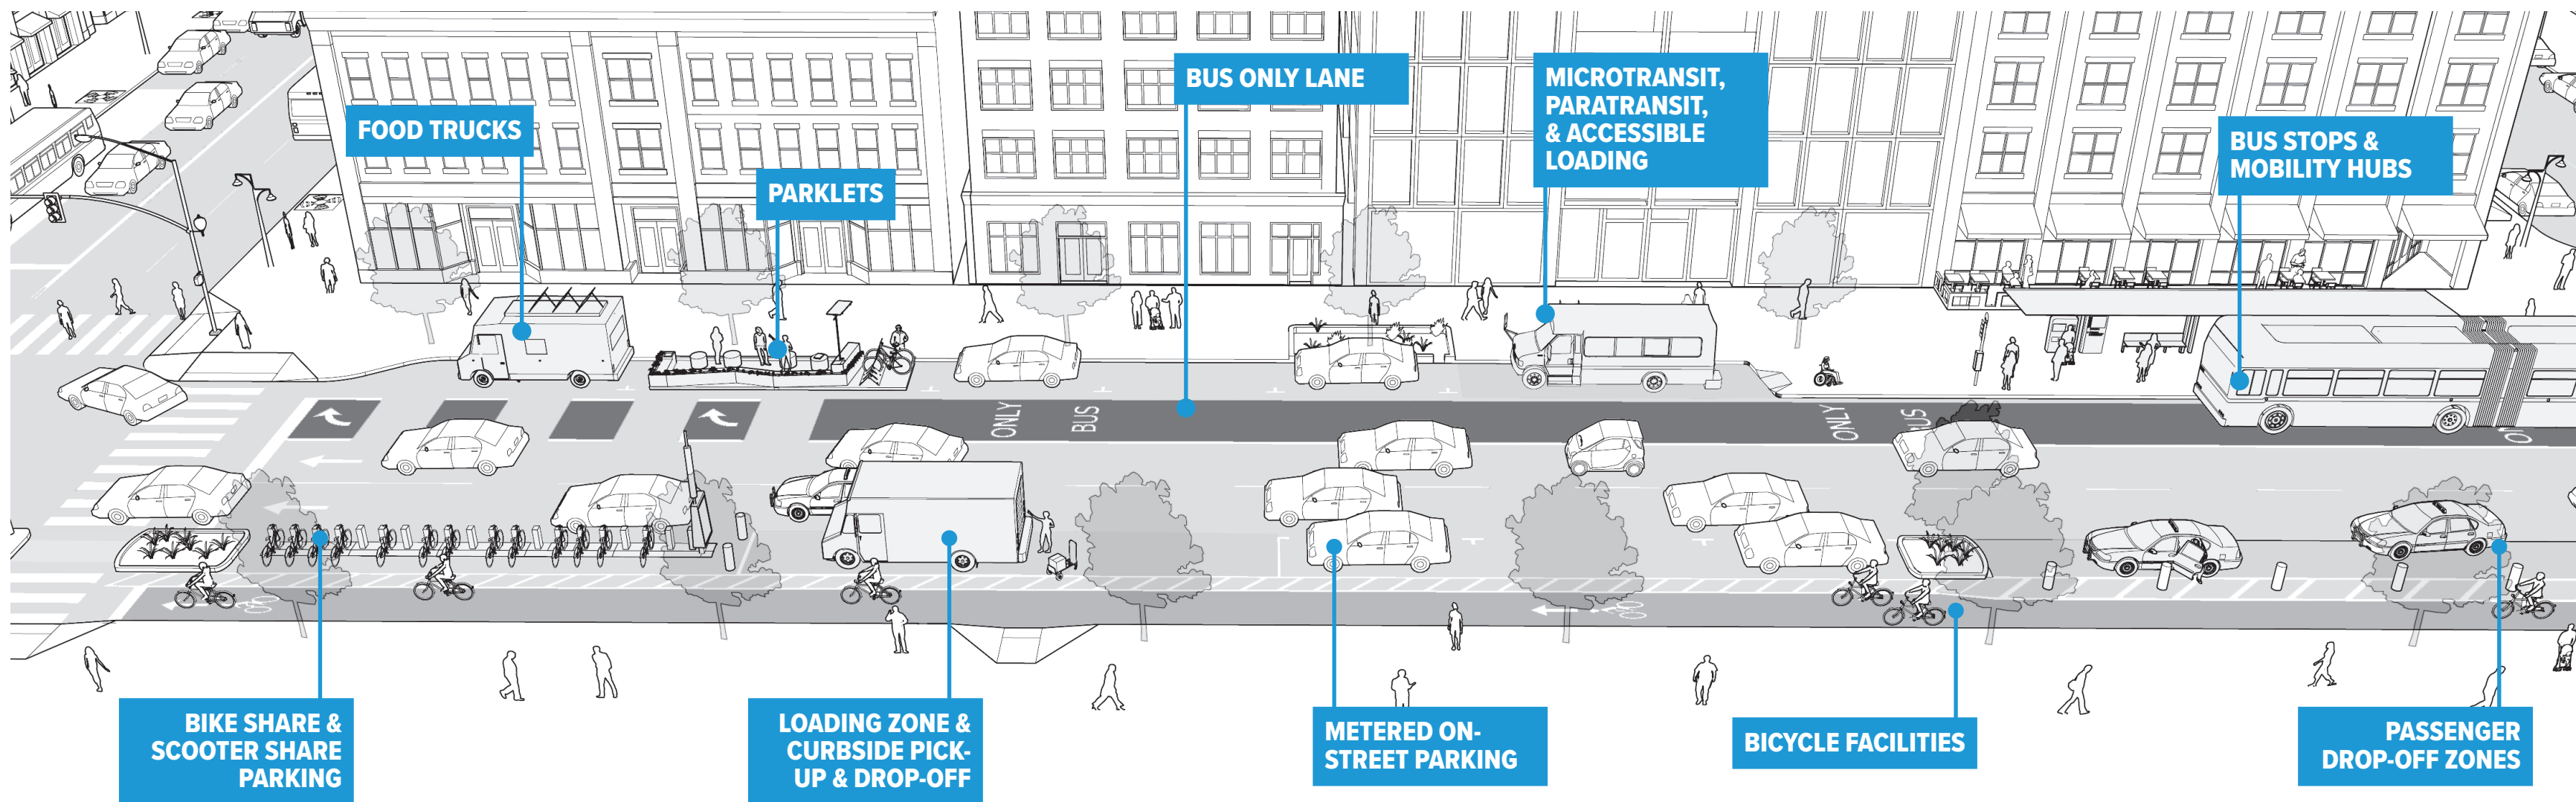 BUS ONLY LANE
MICROTRANSIT,
PARATRANSIT,
& ACCESSIBLE
LOADING
FOOD TRUCKS
BUS STOPS &
MOBILITY HUBS
PARKLETS
ONLY
BUS
ONLY
BUS
BIKE SHARE &
SCOOTER SHARE
PARKING
LOADING ZONE &
CURBSIDE PICK-
UP & DROP-OFF
METERED ON-
STREET PARKING
BICYCLE FACILITIES
PASSENGER
DROP-OFF ZONES